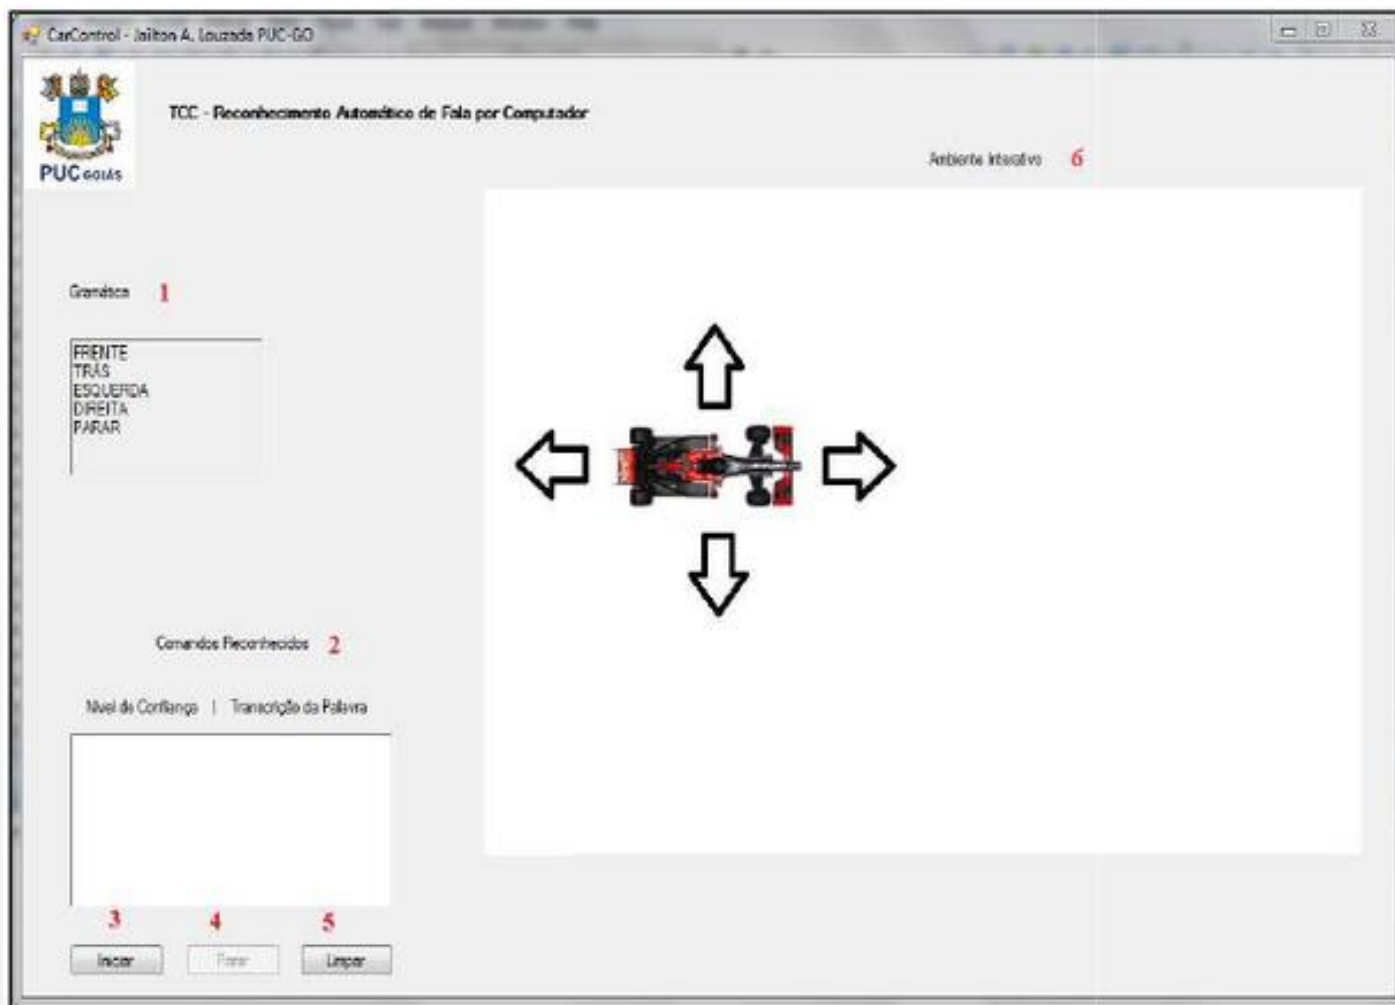 CarControl - Jailton A. Louzada PUC-GO
TCC - Reconhecimento Automático de Fala por Computador
PUC GOIÁS
Ambiente Interativo 6
Gramática 1
FRENTE
TRÁS
ESQUERDA
DIREITA
PARAR
Comandos Reconhecidos 2
Nível de Confiança | Transcrição da Palavra
3 4 5
Iniciar Parar Limpar